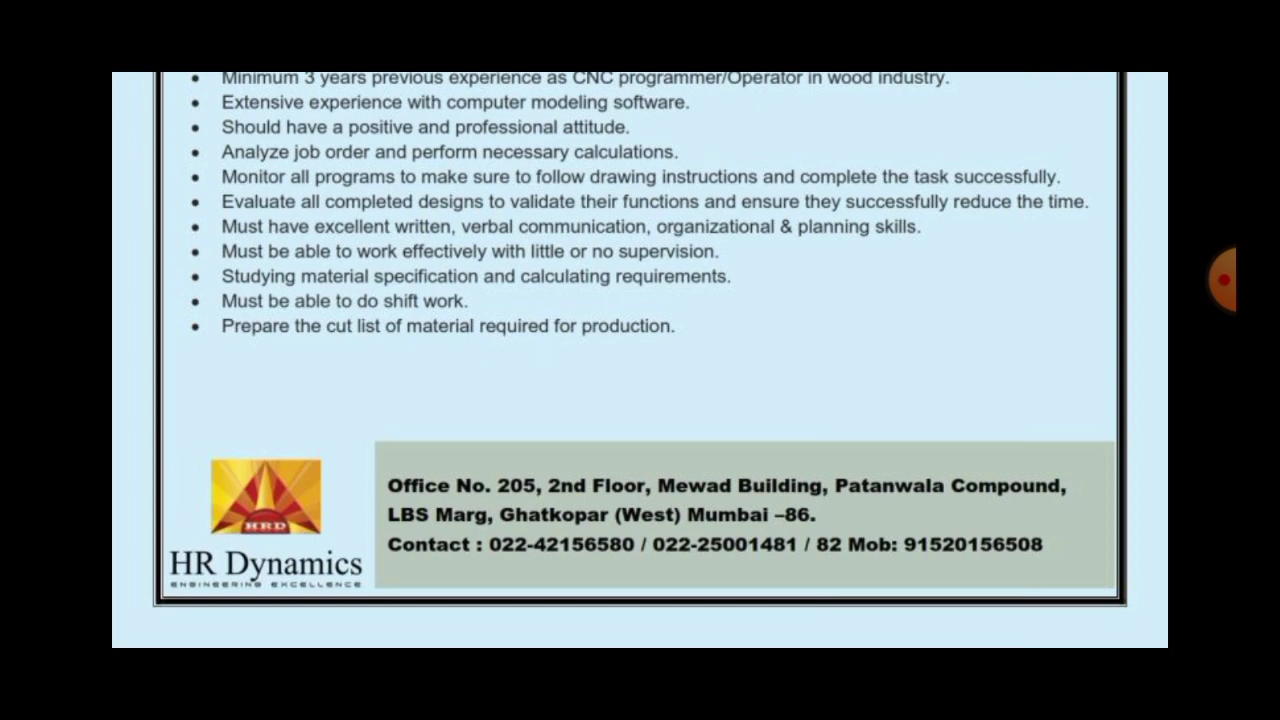 • Minimum 3 years previous experience as CNC programmer/Operator in wood industry.
• Extensive experience with computer modeling software.
• Should have a positive and professional attitude.
• Analyze job order and perform necessary calculations.
• Monitor all programs to make sure to follow drawing instructions and complete the task successfully.
• Evaluate all completed designs to validate their functions and ensure they successfully reduce the time.
• Must have excellent written, verbal communication, organizational & planning skills.
• Must be able to work effectively with little or no supervision.
• Studying material specification and calculating requirements.
• Must be able to do shift work.
• Prepare the cut list of material required for production.
HRD
HR Dynamics
ENGINEERING EXCELLENCE
Office No. 205, 2nd Floor, Mewad Building, Patanwala Compound,
LBS Marg, Ghatkopar (West) Mumbai –86.
Contact : 022-42156580 / 022-25001481 / 82 Mob: 91520156508